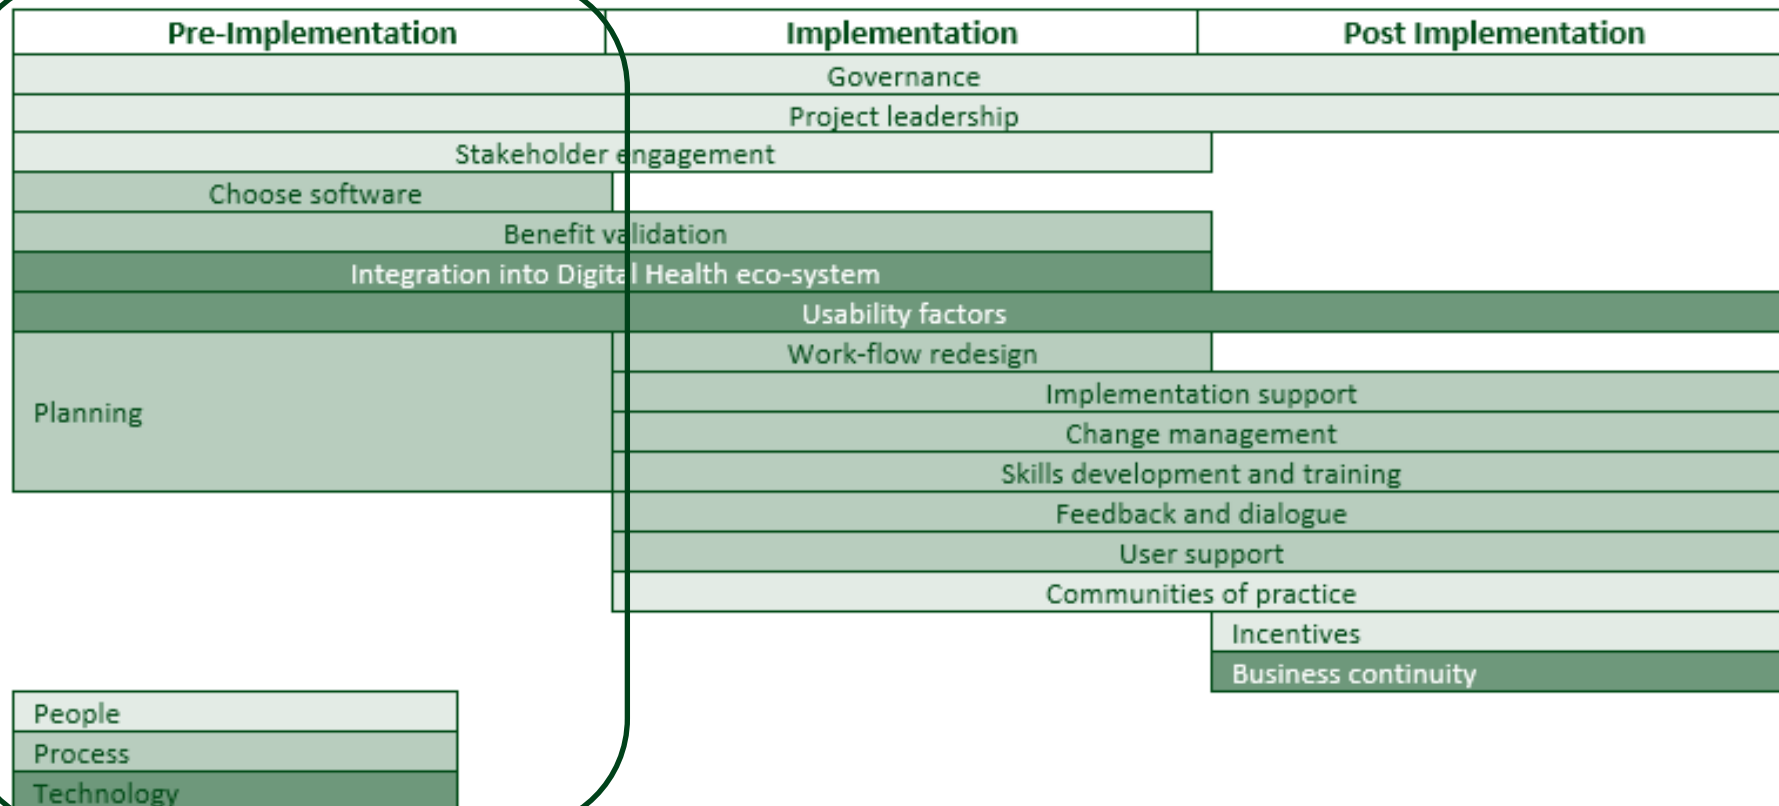 Pre-Implementation Implementation Post Implementation
Governance
Project leadership
Stakeholder engagement
Choose software
Benefit validation
Integration into Digital Health eco-system
Usability factors
Work-flow redesign
Planning
Implementation support
Change management
Skills development and training
Feedback and dialogue
User support
Communities of practice
Incentives
Business continuity
People
Process
Technology